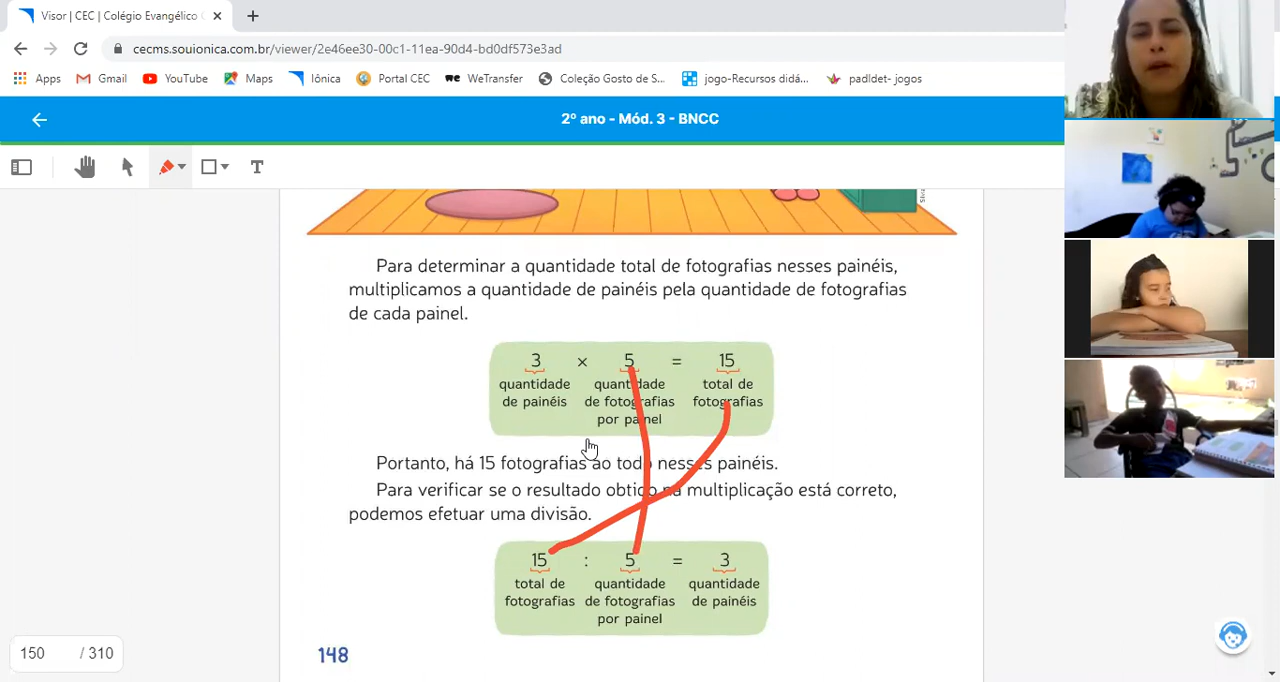 Visor | CEC | Colégio Evangélico
cecms.souionica.com.br/viewer/2e46ee30-00c1-11ea-90d4-bd0df573e3ad
Apps Gmail YouTube Maps Iônica Portal CEC WeTransfer Coleção Gosto de S... jogo-Recursos didá... padldet- jogos
2º ano - Mód. 3 - BNCC
T
Para determinar a quantidade total de fotografias nesses painéis,
multiplicamos a quantidade de painéis pela quantidade de fotografias
de cada painel.
3 × 5 = 15
quantidade quantidade total de
de painéis de fotografias fotografias
por painel
Portanto, há 15 fotografias ao todo nesses painéis.
Para verificar se o resultado obtido na multiplicação está correto,
podemos efetuar uma divisão.
15 : 5 = 3
total de quantidade quantidade
fotografias de fotografias de painéis
por painel
148
150 / 310